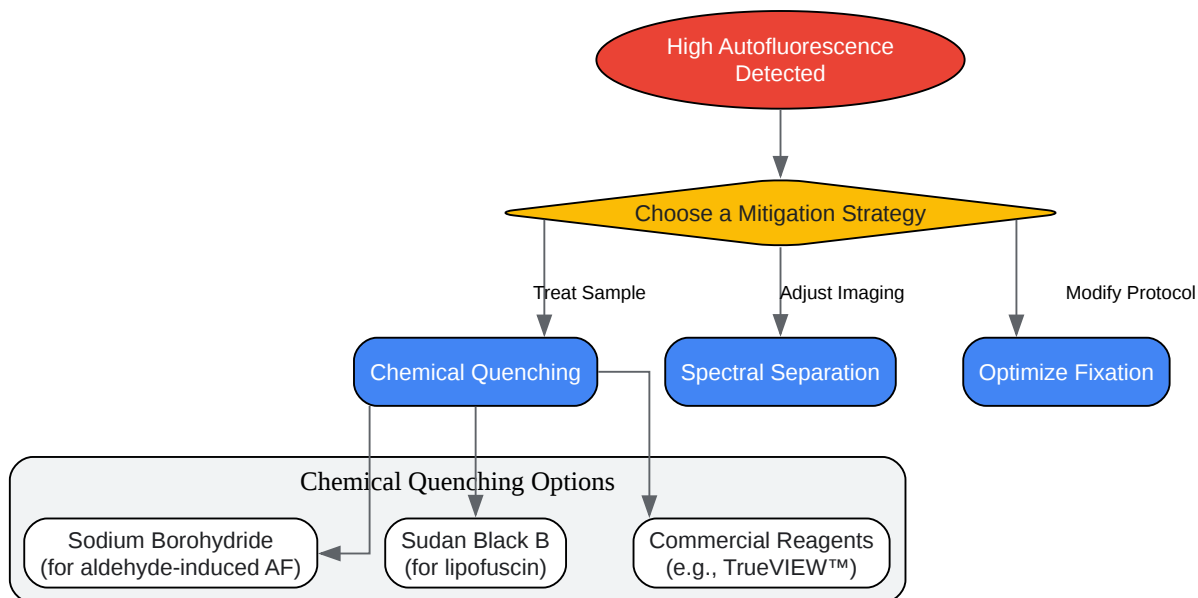 High Autofluorescence
Detected
Choose a Mitigation Strategy
Treat Sample
Adjust Imaging
Modify Protocol
Chemical Quenching
Spectral Separation
Optimize Fixation
Chemical Quenching Options
Sodium Borohydride
(for aldehyde-induced AF)
Sudan Black B
(for lipofuscin)
Commercial Reagents
(e.g., TrueVIEW™)